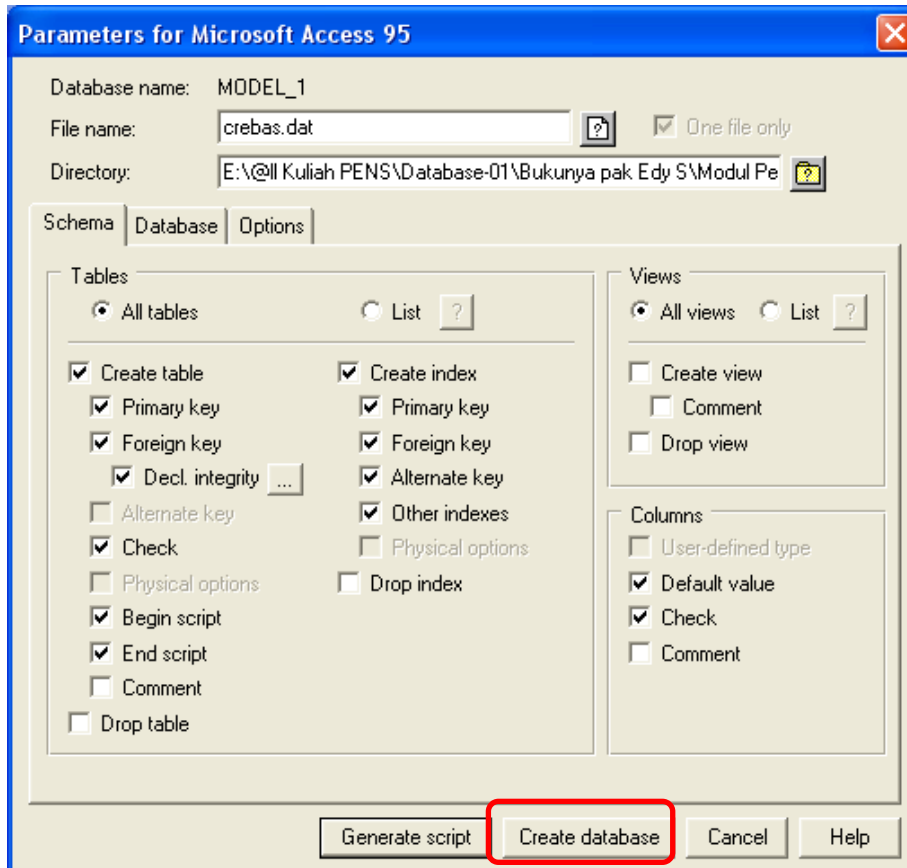 Parameters for Microsoft Access 95
Database name: MODEL_1
File name: crebas.dat One file only
Directory: E:\@ll Kuliah PENS\Database-01\Bukunya pak Edy S\Modul Pe
Schema Database Options
Tables
All tables List ?
Create table Create index
Primary key Primary key
Foreign key Foreign key
Decl. integrity ... Alternate key
Alternate key Other indexes
Check Physical options
Physical options Drop index
Begin script
End script
Comment
Drop table
Views
All views List ?
Create view
Comment
Drop view
Columns
User-defined type
Default value
Check
Comment
Generate script Create database Cancel Help